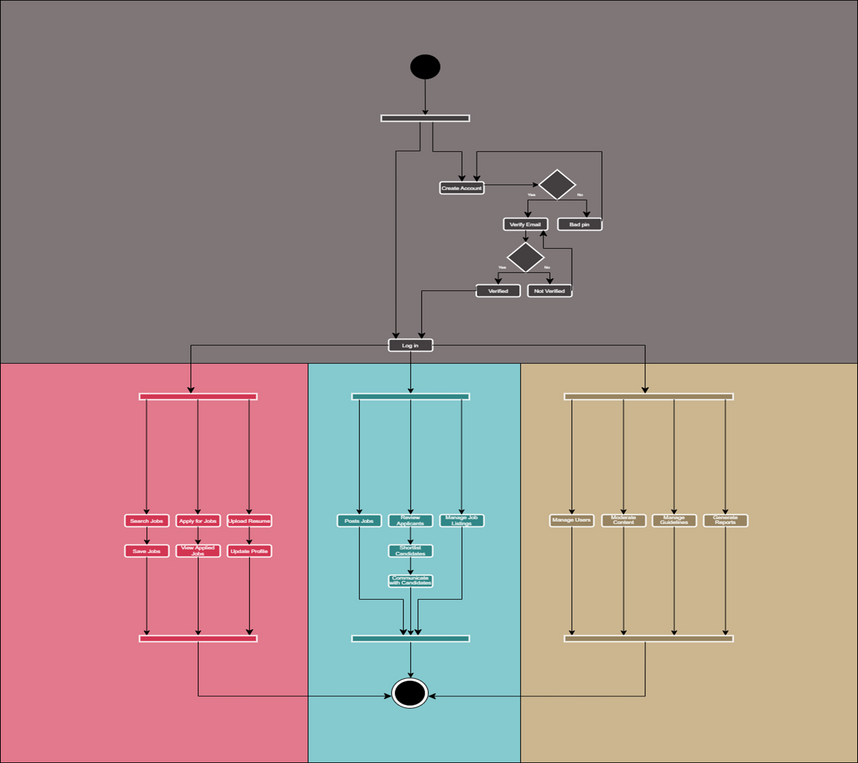 Create Account
Yes
No
Verify Email
Bad pin
Yes
No
Verified
Not Verified
Log in
Search Jobs
Apply for Jobs
Upload Resume
Save Jobs
View Applied
Jobs
Update Profile
Posts Jobs
Review
Applicants
Manage Job
Listings
Shortlist
Candidates
Communicate
with Candidates
Manage Users
Moderate
Content
Manage
Guidelines
Generate
Reports